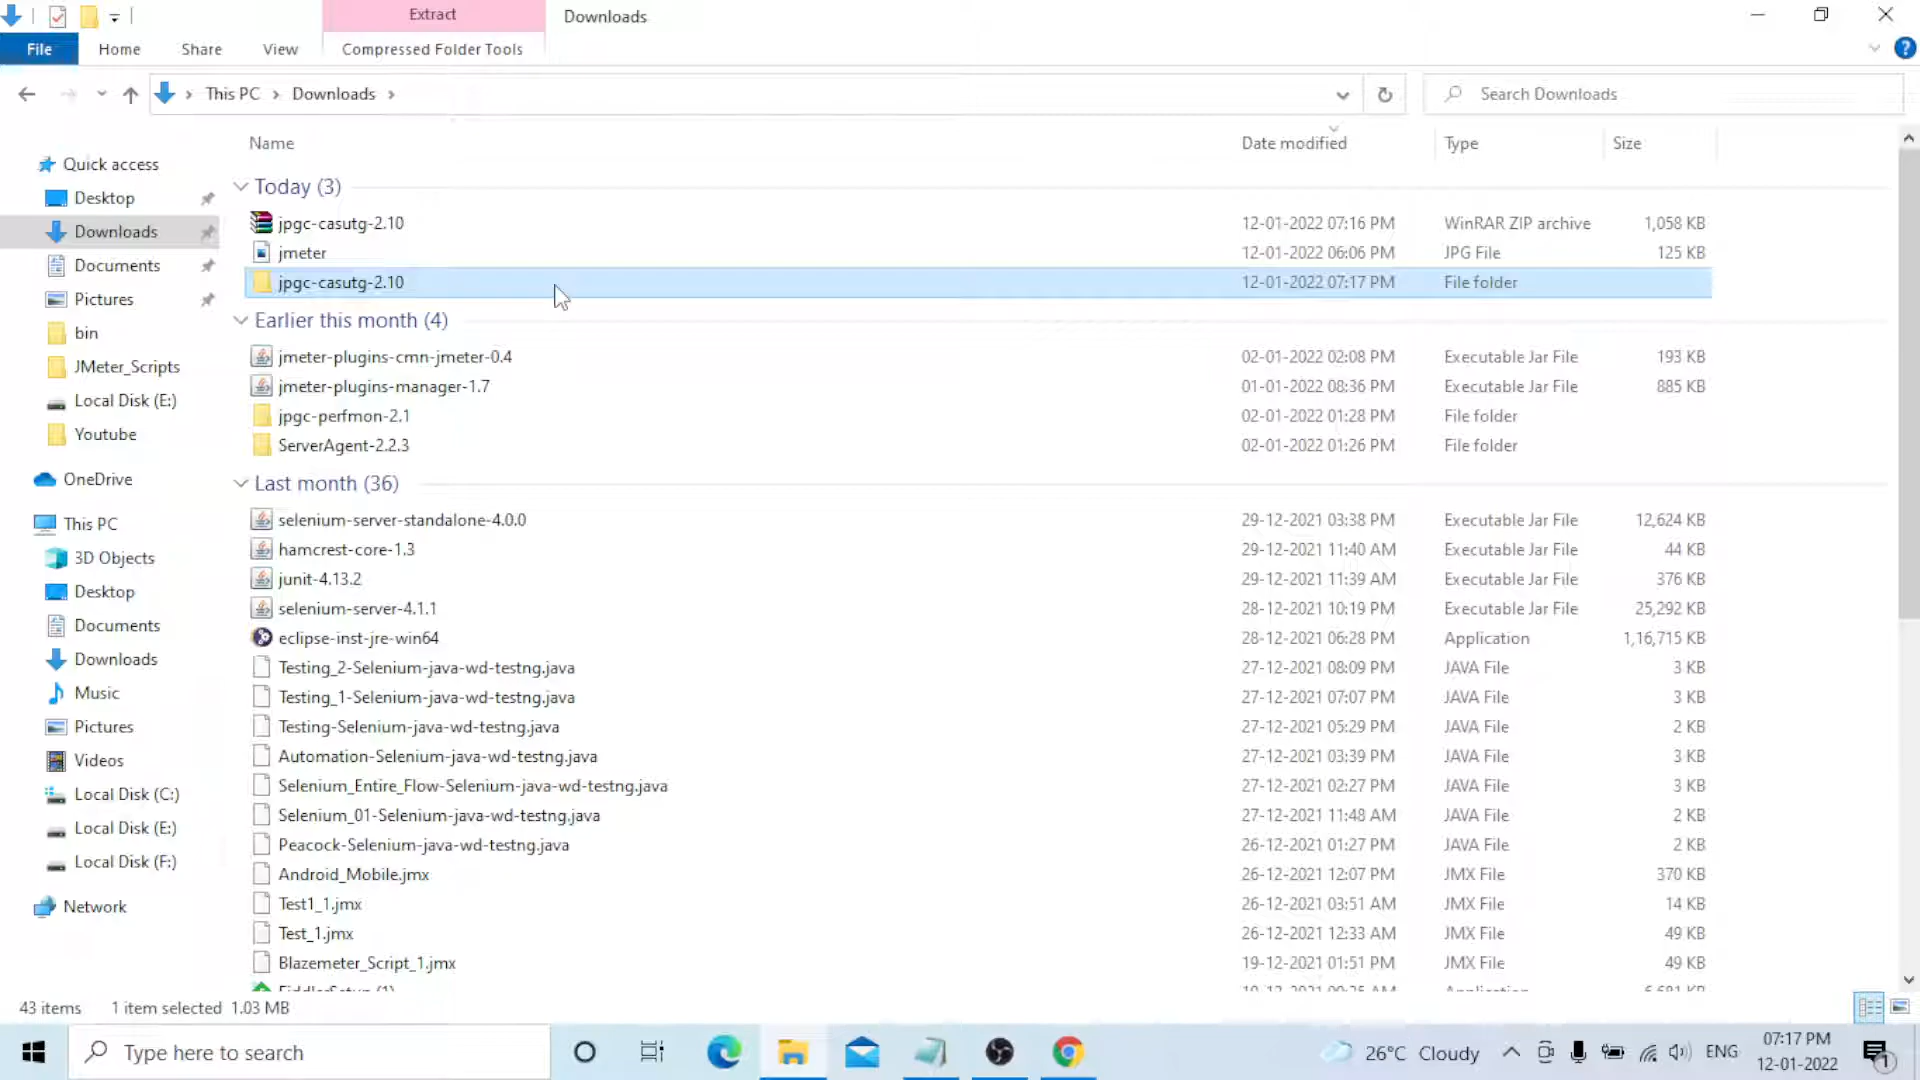 Extract
Downloads
File
Home
Share
View
Compressed Folder Tools
This PC
Downloads
Search Downloads
Name
Date modified
Type
Size
Quick access
Desktop
Downloads
Documents
Pictures
bin
JMeter_Scripts
Local Disk (E:)
Youtube
OneDrive
This PC
3D Objects
Desktop
Documents
Downloads
Music
Pictures
Videos
Local Disk (C:)
Local Disk (E:)
Local Disk (F:)
Network
Today (3)
jpgc-casutg-2.10 12-01-2022 07:16 PM WinRAR ZIP archive 1,058 KB
jmeter 12-01-2022 06:06 PM JPG File 125 KB
jpgc-casutg-2.10 12-01-2022 07:17 PM File folder
Earlier this month (4)
jmeter-plugins-cmn-jmeter-0.4 02-01-2022 02:08 PM Executable Jar File 193 KB
jmeter-plugins-manager-1.7 01-01-2022 08:36 PM Executable Jar File 885 KB
jpgc-perfmon-2.1 02-01-2022 01:28 PM File folder
ServerAgent-2.2.3 02-01-2022 01:26 PM File folder
Last month (36)
selenium-server-standalone-4.0.0 29-12-2021 03:38 PM Executable Jar File 12,624 KB
hamcrest-core-1.3 29-12-2021 11:40 AM Executable Jar File 44 KB
junit-4.13.2 29-12-2021 11:39 AM Executable Jar File 376 KB
selenium-server-4.1.1 28-12-2021 10:19 PM Executable Jar File 25,292 KB
eclipse-inst-jre-win64 28-12-2021 06:28 PM Application 1,16,715 KB
Testing_2-Selenium-java-wd-testng.java 27-12-2021 08:09 PM JAVA File 3 KB
Testing_1-Selenium-java-wd-testng.java 27-12-2021 07:07 PM JAVA File 3 KB
Testing-Selenium-java-wd-testng.java 27-12-2021 05:29 PM JAVA File 2 KB
Automation-Selenium-java-wd-testng.java 27-12-2021 03:39 PM JAVA File 3 KB
Selenium_Entire_Flow-Selenium-java-wd-testng.java 27-12-2021 02:27 PM JAVA File 3 KB
Selenium_01-Selenium-java-wd-testng.java 27-12-2021 11:48 AM JAVA File 2 KB
Peacock-Selenium-java-wd-testng.java 26-12-2021 01:27 PM JAVA File 2 KB
Android_Mobile.jmx 26-12-2021 12:07 PM JMX File 370 KB
Test1_1.jmx 26-12-2021 03:51 AM JMX File 14 KB
Test_1.jmx 26-12-2021 12:33 AM JMX File 49 KB
Blazemeter_Script_1.jmx 19-12-2021 01:51 PM JMX File 49 KB
43 items 1 item selected 1.03 MB
Type here to search
26°C Cloudy
ENG
07:17 PM
12-01-2022
1